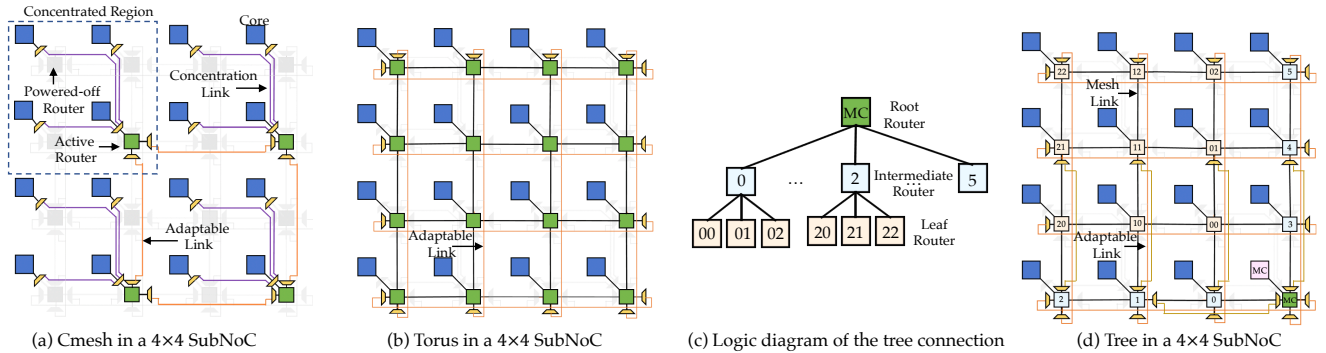 Concentrated Region
Core
Concentration
Link
Powered-off
Router
Active
Router
Adaptable
Link
(a) Cmesh in a 4×4 SubNoC
Adaptable
Link
(b) Torus in a 4×4 SubNoC
MC
Root
Router
0
...
2
Intermediate
...
Router
5
00
01
02
20
21
22
Leaf
Router
(c) Logic diagram of the tree connection
22
12
02
5
Mesh
Link
21
11
01
4
20
10
00
3
Adaptable
Link
MC
2
1
0
MC
(d) Tree in a 4×4 SubNoC